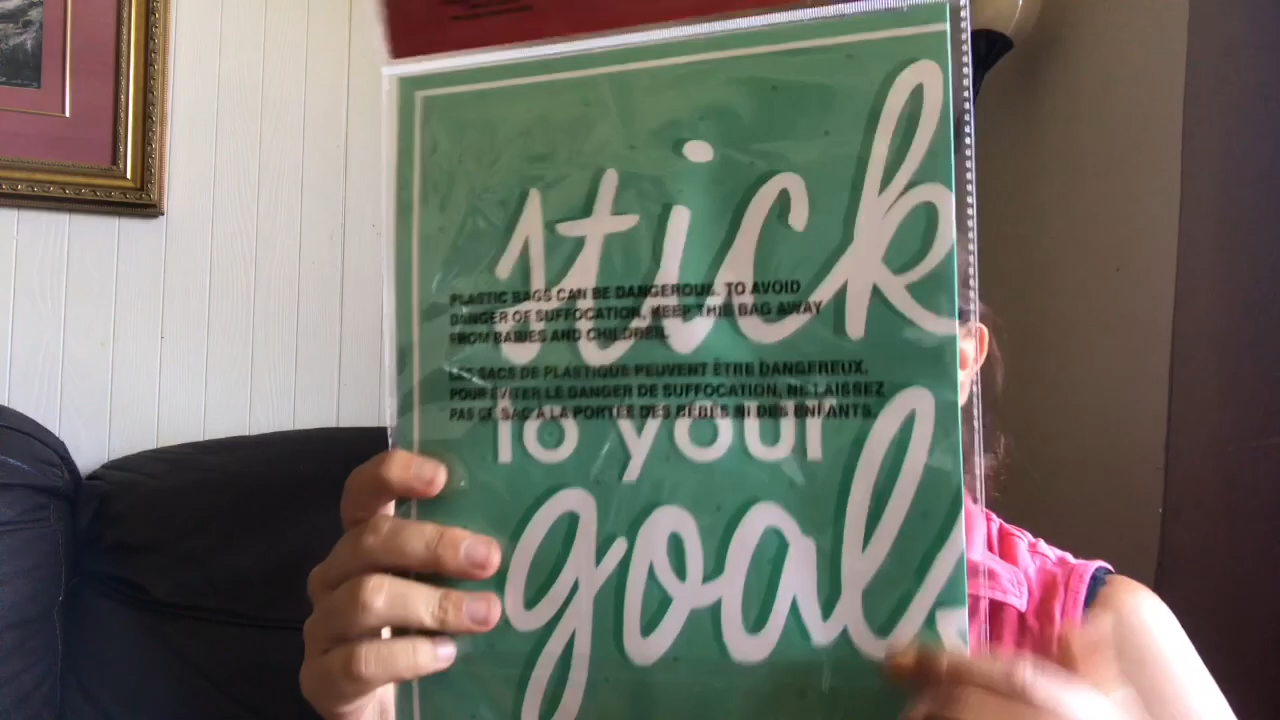 stick
PLASTIC BAGS CAN BE DANGEROUS. TO AVOID
DANGER OF SUFFOCATION, KEEP THIS BAG AWAY
FROM BABIES AND CHILDREN.
LES SACS DE PLASTIQUE PEUVENT ÊTRE DANGEREUX.
POUR ÉVITER LE DANGER DE SUFFOCATION, NE LAISSEZ
PAS CE SAC À LA PORTÉE DES BÉBÉS NI DES ENFANTS.
to your
goal